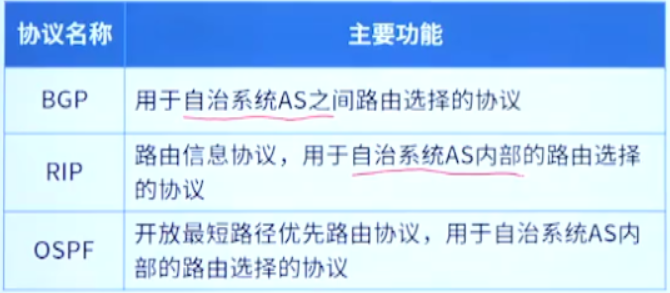 协议名称 主要功能
BGP 用于自治系统AS之间路由选择的协议
RIP 路由信息协议，用于自治系统AS内部的路由选择
的协议
OSPF 开放最短路径优先路由协议，用于自治系统AS内
部的路由选择的协议